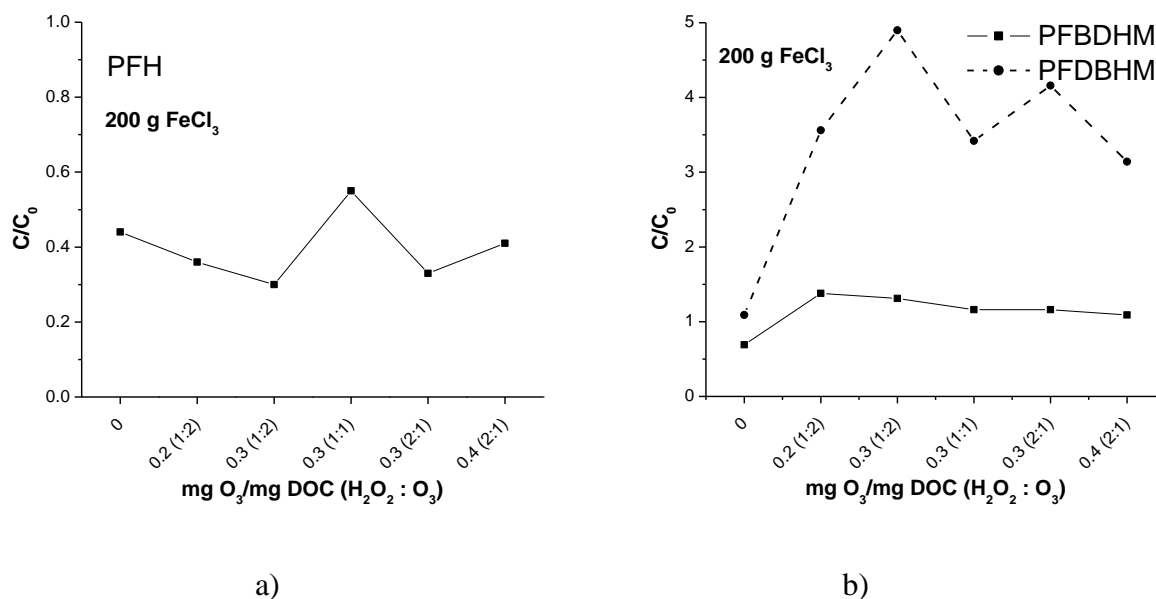 1.0
0.8
0.6
0.4
0.2
0.0
C/C₀
PFH
200 g FeCl₃
0
0.2 (1:2)
0.3 (1:2)
0.3 (1:1)
0.3 (2:1)
0.4 (2:1)
mg O₃/mg DOC (H₂O₂ : O₃)
a)
5
4
3
2
1
0
C/C₀
200 g FeCl₃
PFBDHM
PFDBHM
0
0.2 (1:2)
0.3 (1:2)
0.3 (1:1)
0.3 (2:1)
0.4 (2:1)
mg O₃/mg DOC (H₂O₂ : O₃)
b)